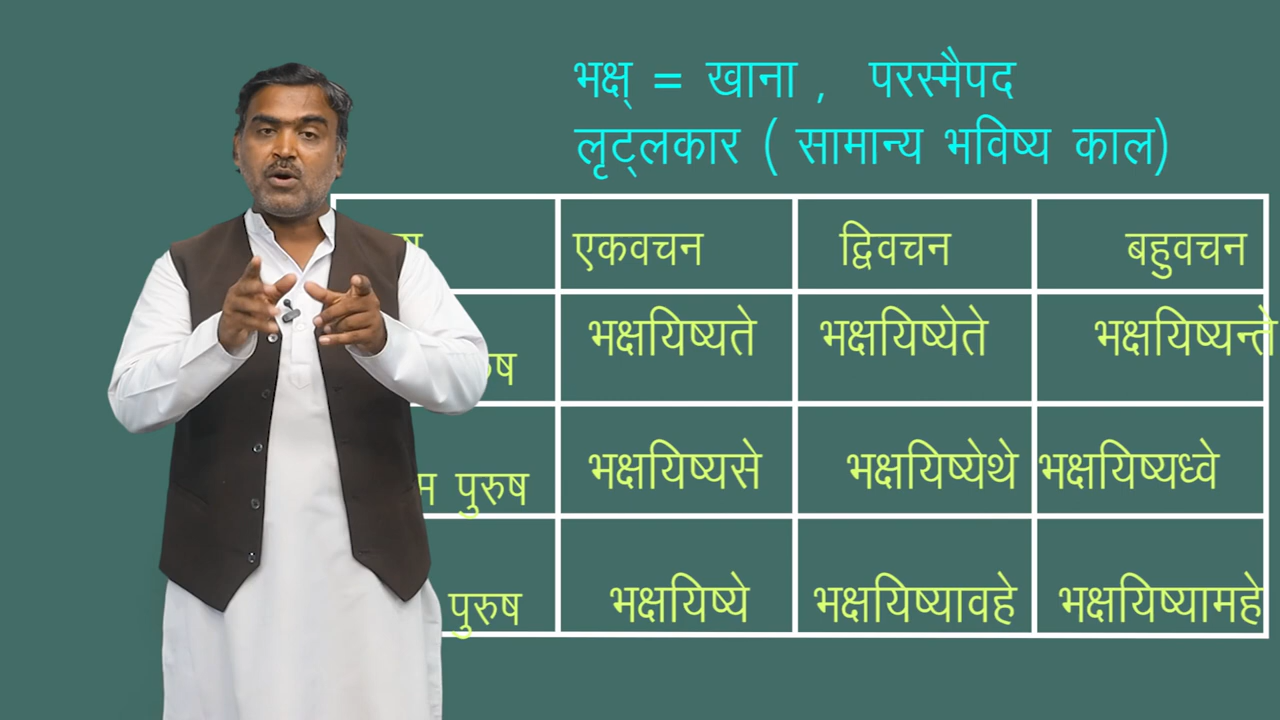 भक्ष् = खाना , परस्मैपद
लृट्लकार ( सामान्य भविष्य काल)
एकवचन द्विवचन बहुवचन
भक्षयिष्यते भक्षयिष्येते भक्षयिष्यन्ते
भक्षयिष्यसे भक्षयिष्येथे भक्षयिष्यध्वे
पुरुष
पुरुष भक्षयिष्ये भक्षयिष्यावहे भक्षयिष्यामहे